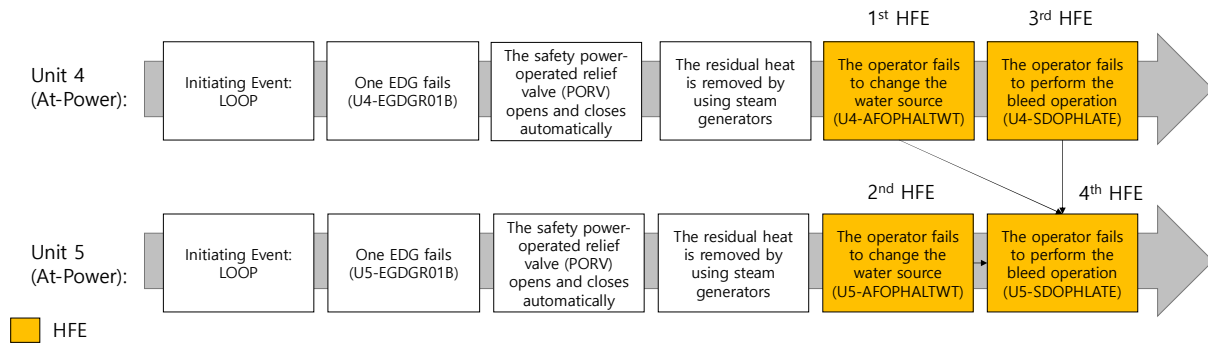 1st HFE
3rd HFE
Unit 4
(At-Power):
Initiating Event:
LOOP
One EDG fails
(U4-EGDGR01B)
The safety power-
operated relief
valve (PORV)
opens and closes
automatically
The residual heat
is removed by
using steam
generators
The operator fails
to change the
water source
(U4-AFOPHALTWT)
The operator fails
to perform the
bleed operation
(U4-SDOPHLATE)
2nd HFE
4th HFE
Unit 5
(At-Power):
Initiating Event:
LOOP
One EDG fails
(U5-EGDGR01B)
The safety power-
operated relief
valve (PORV)
opens and closes
automatically
The residual heat
is removed by
using steam
generators
The operator fails
to change the
water source
(U5-AFOPHALTWT)
The operator fails
to perform the
bleed operation
(U5-SDOPHLATE)
HFE